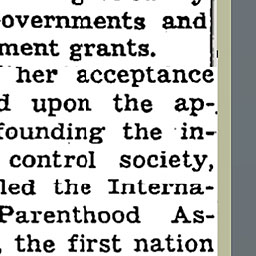 overnments and
ment grants.
her acceptance
d upon the ap-
founding the in-
control society,
led the Interna-
Parenthood As-
, the first nation